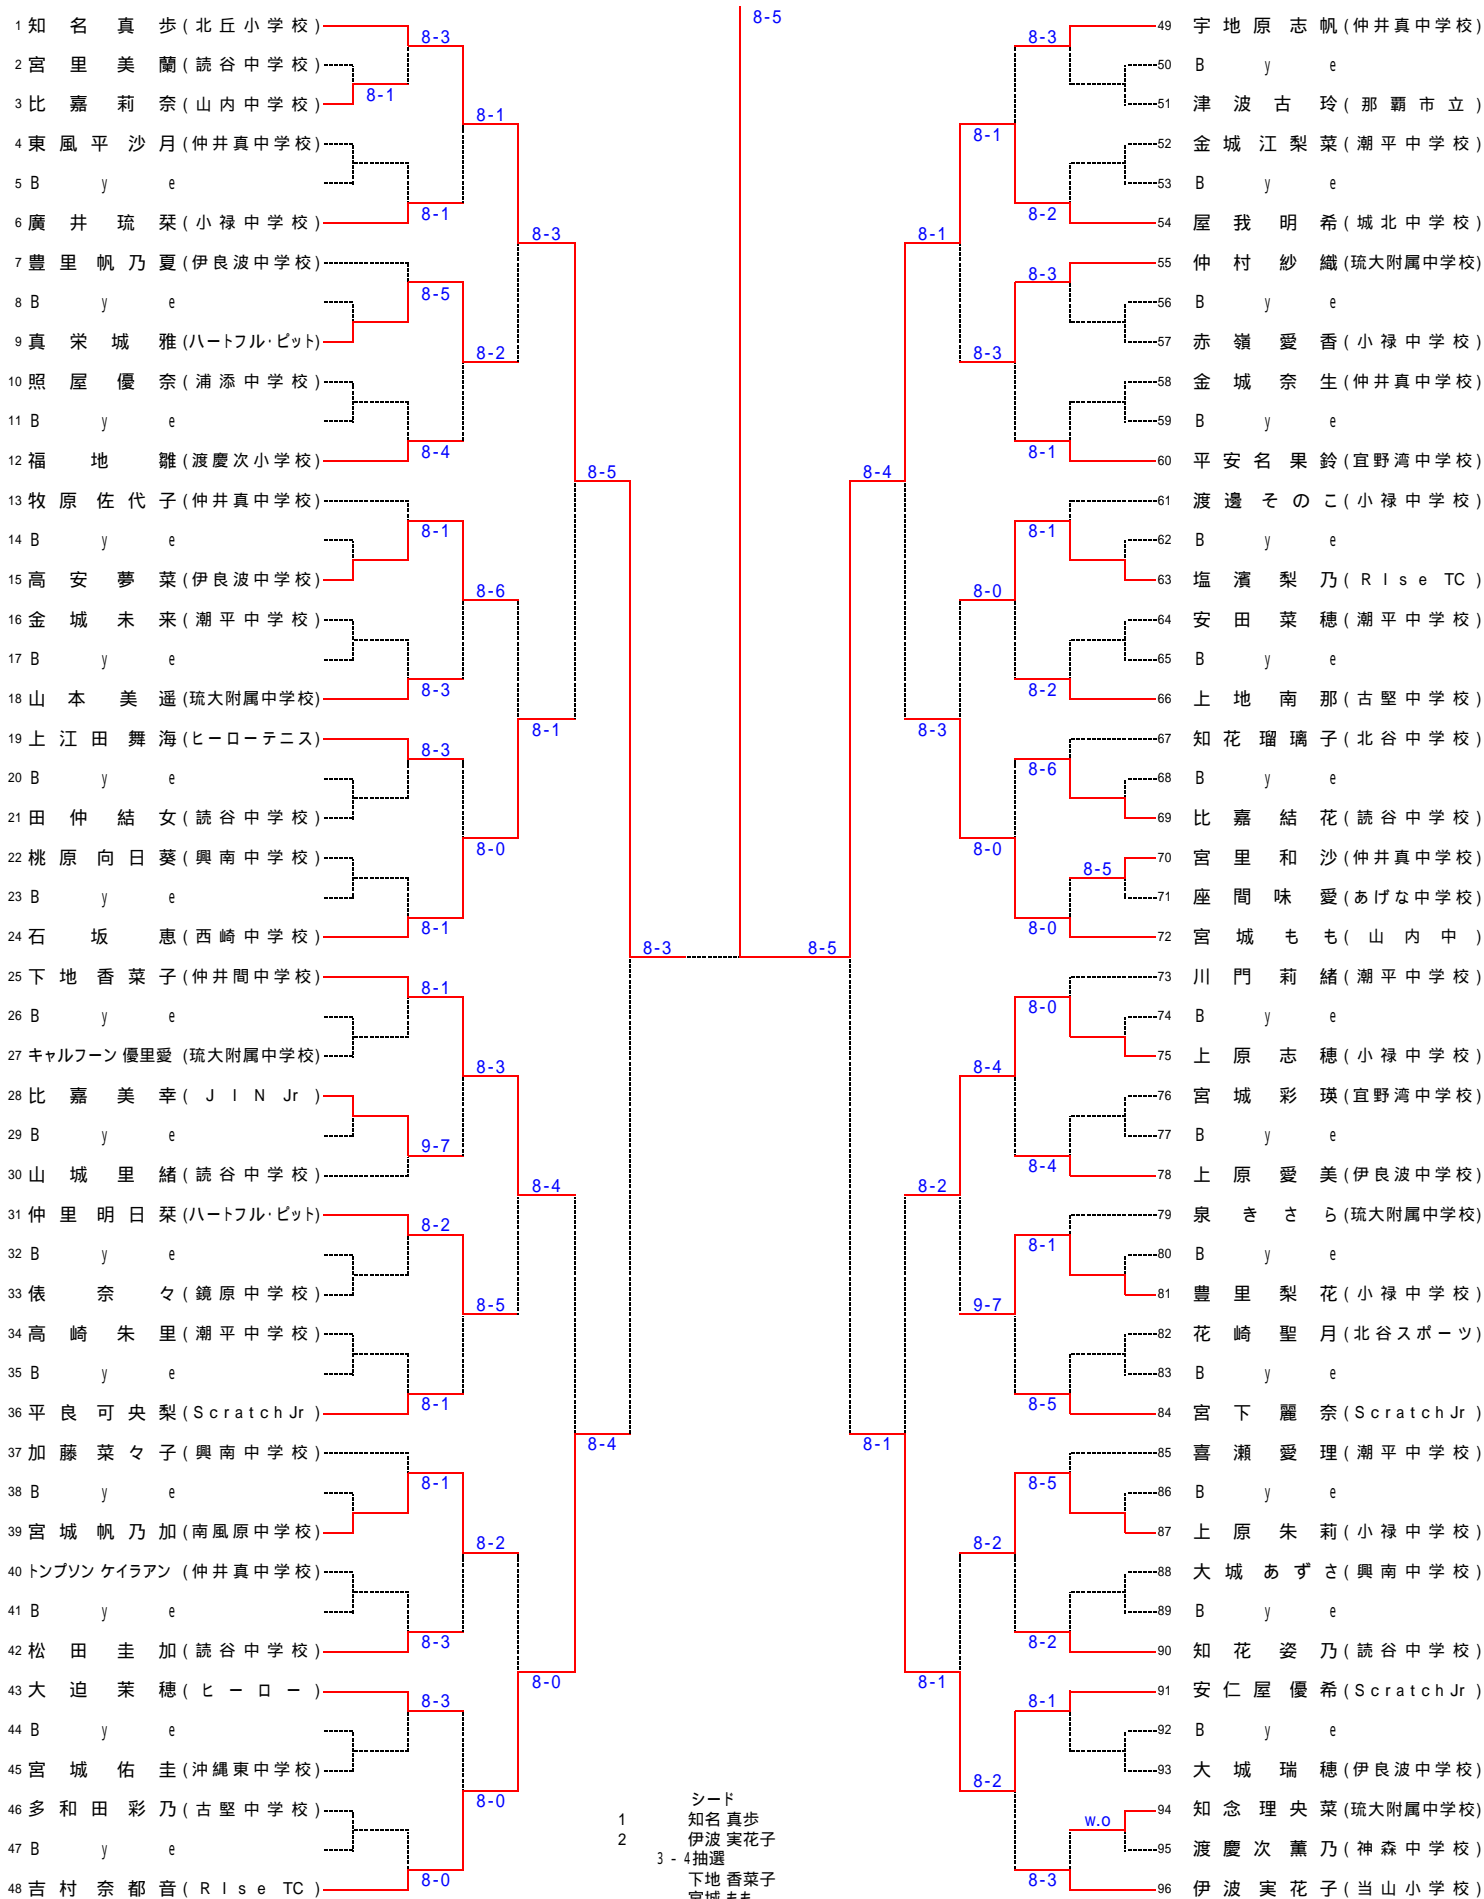 8-5
1 知名真歩(北丘小学校)
8-3
2 宮里美蘭(読谷中学校)
8-1
3 比嘉莉奈(山内中学校)
8-1
4 東風平沙月(仲井真中学校)
5 Bye
8-1
6 廣井琉栞(小禄中学校)
8-3
7 豊里帆乃夏(伊良波中学校)
8-5
8 Bye
9 真栄城雅(ハートフル・ピット)
8-2
10 照屋優奈(浦添中学校)
11 Bye
8-4
12 福地雛(渡慶次小学校)
8-5
13 牧原佐代子(仲井真中学校)
8-1
14 Bye
15 高安夢菜(伊良波中学校)
8-6
16 金城未来(潮平中学校)
17 Bye
8-3
18 山本美遥(琉大附属中学校)
8-1
19 上江田舞海(ヒーローテニス)
8-3
20 Bye
21 田仲結女(読谷中学校)
8-0
22 桃原向日葵(興南中学校)
23 Bye
8-1
24 石坂恵(西崎中学校)
8-3
25 下地香菜子(仲井間中学校)
8-1
26 Bye
27 キャルフーン 優里愛 (琉大附属中学校)
8-3
28 比嘉美幸(JIN Jr)
29 Bye
9-7
30 山城里緒(読谷中学校)
8-4
31 仲里明日栞(ハートフル・ピット)
8-2
32 Bye
33 俵奈々(鏡原中学校)
8-5
34 高崎朱里(潮平中学校)
35 Bye
8-1
36 平良可央梨(Scratch Jr)
8-4
37 加藤菜々子(興南中学校)
8-1
38 Bye
39 宮城帆乃加(南風原中学校)
8-2
40 トンプソン ケイラアン (仲井真中学校)
41 Bye
8-3
42 松田圭加(読谷中学校)
8-0
43 大迫茉穂(ヒーロー)
8-3
44 Bye
45 宮城佑圭(沖縄東中学校)
8-0
46 多和田彩乃(古堅中学校)
47 Bye
8-0
48 吉村奈都音(RIse TC)
シード
1 知名 真歩
2 伊波 実花子
3 - 4抽選
下地 香菜子
宮城 もも
49 宇地原志帆(仲井真中学校)
8-3
50 Bye
51 津波古玲(那覇市立)
8-1
52 金城江梨菜(潮平中学校)
53 Bye
8-2
54 屋我明希(城北中学校)
8-1
55 仲村紗織(琉大附属中学校)
8-3
56 Bye
57 赤嶺愛香(小禄中学校)
8-3
58 金城奈生(仲井真中学校)
59 Bye
8-1
60 平安名果鈴(宜野湾中学校)
8-4
61 渡邊そのこ(小禄中学校)
8-1
62 Bye
63 塩濱梨乃(RIse TC)
8-0
64 安田菜穂(潮平中学校)
65 Bye
8-2
66 上地南那(古堅中学校)
8-3
67 知花瑠璃子(北谷中学校)
8-6
68 Bye
69 比嘉結花(読谷中学校)
8-0
70 宮里和沙(仲井真中学校)
8-5
71 座間味愛(あげな中学校)
8-0
72 宮城もも(山内中)
8-5
73 川門莉緒(潮平中学校)
8-0
74 Bye
75 上原志穂(小禄中学校)
8-4
76 宮城彩瑛(宜野湾中学校)
77 Bye
8-4
78 上原愛美(伊良波中学校)
8-2
79 泉きさら(琉大附属中学校)
8-1
80 Bye
81 豊里梨花(小禄中学校)
9-7
82 花崎聖月(北谷スポーツ)
83 Bye
8-5
84 宮下麗奈(Scratch Jr)
8-1
85 喜瀬愛理(潮平中学校)
8-5
86 Bye
87 上原朱莉(小禄中学校)
8-2
88 大城あずさ(興南中学校)
89 Bye
8-2
90 知花姿乃(読谷中学校)
8-1
91 安仁屋優希(Scratch Jr)
8-1
92 Bye
93 大城瑞穂(伊良波中学校)
8-2
94 知念理央菜(琉大附属中学校)
w.o
95 渡慶次薫乃(神森中学校)
8-3
96 伊波実花子(当山小学校)